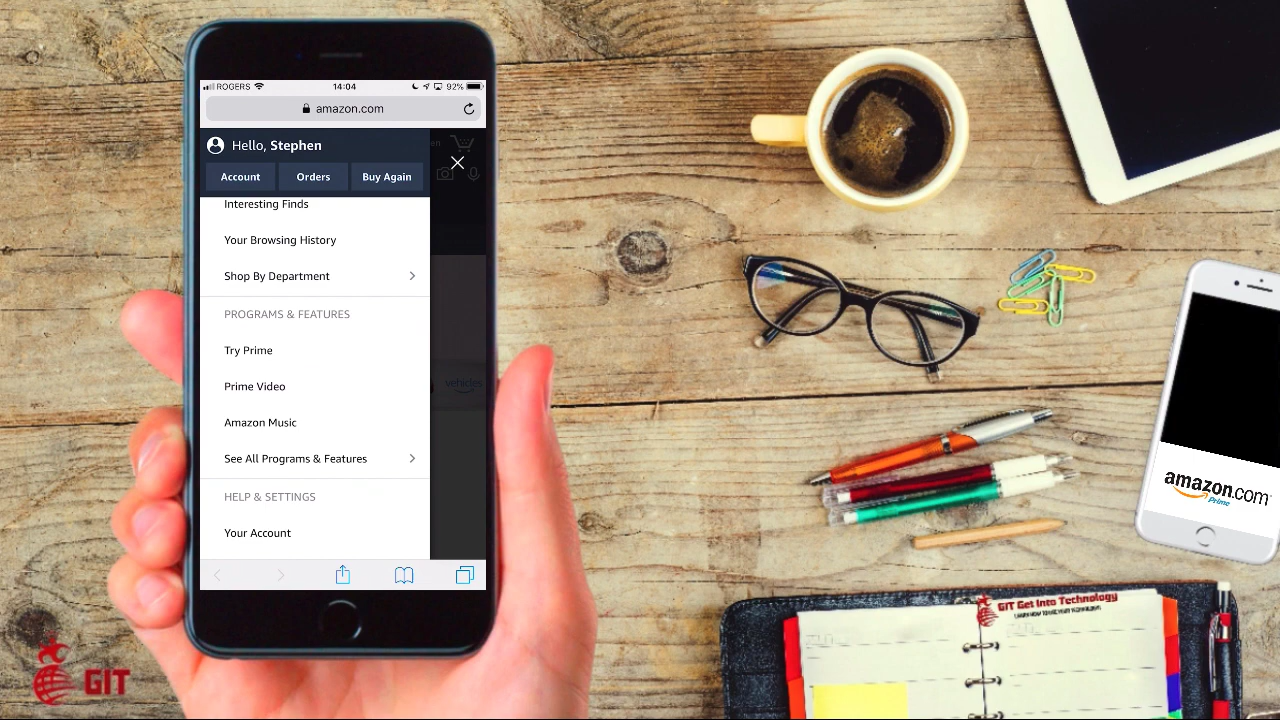 ROGERS 14:04 92%
amazon.com
Hello, Stephen
Account Orders Buy Again
Interesting Finds
Your Browsing History
Shop By Department
PROGRAMS & FEATURES
Try Prime
Prime Video
Amazon Music
See All Programs & Features
HELP & SETTINGS
Your Account
vehicles
amazon.com
Prime
GIT Get Into Technology
GIT